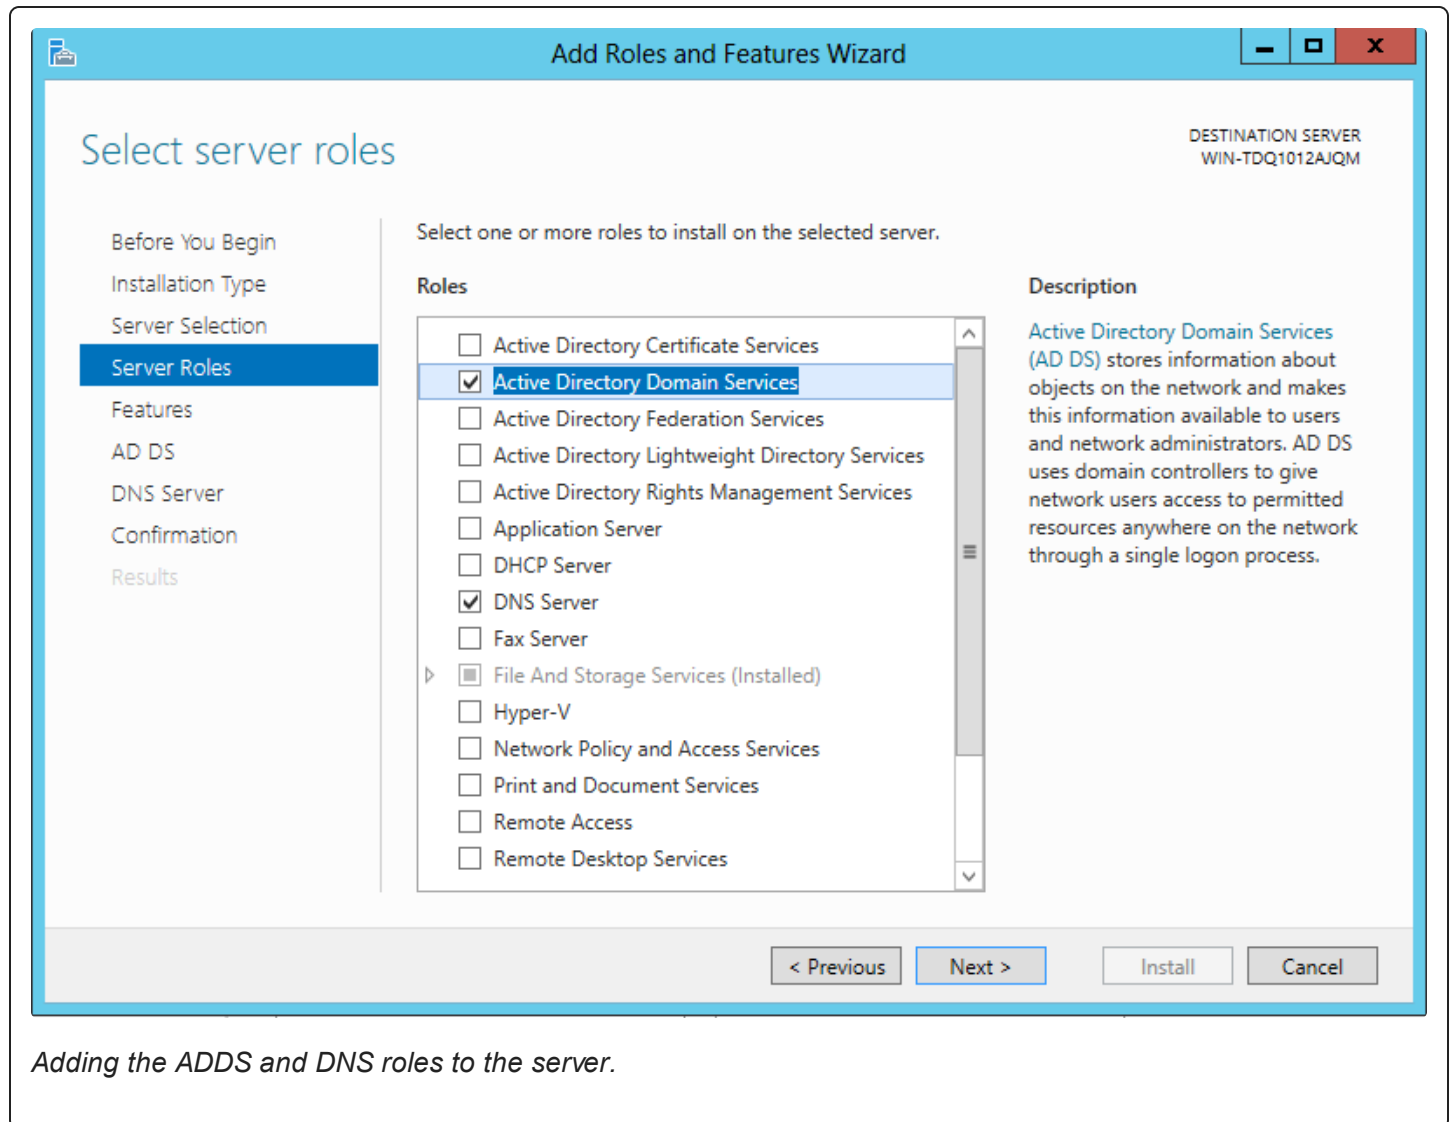 Add Roles and Features Wizard
Select server roles
DESTINATION SERVER
WIN-TDQ1012AJQM
Before You Begin
Installation Type
Server Selection
Server Roles
Features
AD DS
DNS Server
Confirmation
Results
Select one or more roles to install on the selected server.
Roles
Active Directory Certificate Services
Active Directory Domain Services
Active Directory Federation Services
Active Directory Lightweight Directory Services
Active Directory Rights Management Services
Application Server
DHCP Server
DNS Server
Fax Server
File And Storage Services (Installed)
Hyper-V
Network Policy and Access Services
Print and Document Services
Remote Access
Remote Desktop Services
Description
Active Directory Domain Services
(AD DS) stores information about
objects on the network and makes
this information available to users
and network administrators. AD DS
uses domain controllers to give
network users access to permitted
resources anywhere on the network
through a single logon process.
< Previous
Next >
Install
Cancel
Adding the ADDS and DNS roles to the server.